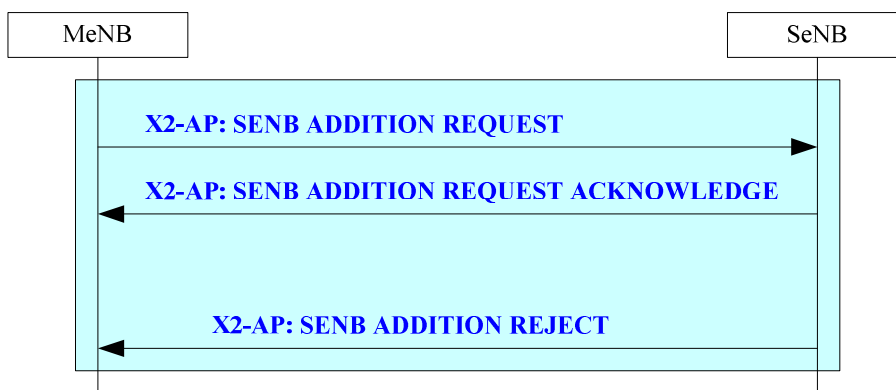 MeNB
SeNB
X2-AP: SENB ADDITION REQUEST
X2-AP: SENB ADDITION REQUEST ACKNOWLEDGE
X2-AP: SENB ADDITION REJECT